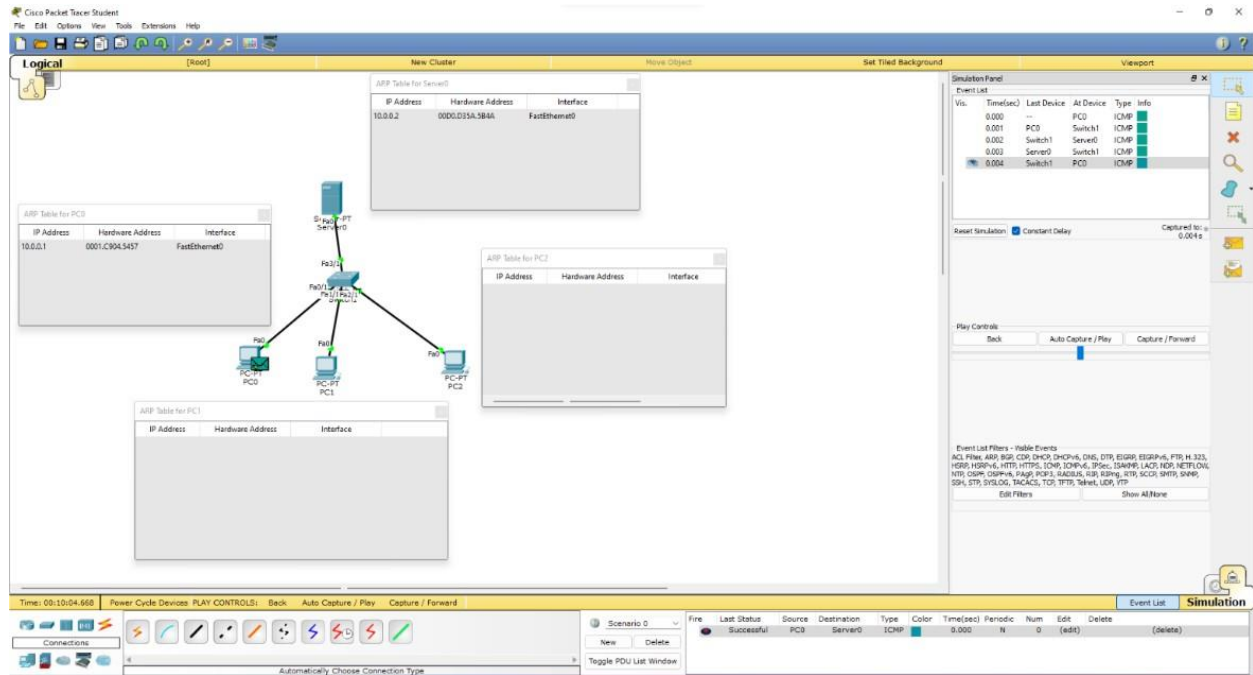 Cisco Packet Tracer Student
File Edit Options View Tools Extensions Help
Logical [Root] New Cluster Move Object Set Tiled Background Viewport
ARP Table for Server0
IP Address Hardware Address Interface
10.0.0.2 00D0.D35A.5B4A FastEthernet0
ARP Table for PC0
IP Address Hardware Address Interface
10.0.0.1 0001.C904.5457 FastEthernet0
Fa0
Server0
Fa3/1
Fa0/1
Fa1/1 Fa2/1
ARP Table for PC2
IP Address Hardware Address Interface
Fa0
PC-PT
PC0
Fa0
PC-PT
PC1
Fa0
PC-PT
PC2
ARP Table for PC1
IP Address Hardware Address Interface
Simulation Panel
Event List
Vis. Time(sec) Last Device At Device Type Info
0.000 -- PC0 ICMP
0.001 PC0 Switch1 ICMP
0.002 Switch1 Server0 ICMP
0.003 Server0 Switch1 ICMP
0.004 Switch1 PC0 ICMP
Reset Simulation Constant Delay Captured to:
0.004 s
Play Controls
Back Auto Capture / Play Capture / Forward
Event List Filters - Visible Events
ACL Filter, ARP, BGP, CDP, DHCP, DHCPv6, DNS, DTP, EIGRP, EIGRPv6, FTP, H.323,
HSRP, HSRPv6, HTTP, HTTPS, ICMP, ICMPv6, IPSec, ISAKMP, LACP, NDP, NETFLOW,
NTP, OSPF, OSPFv6, PAgP, POP3, RADIUS, RIP, RIPng, RTP, SCCP, SMTP, SNMP,
SSH, STP, SYSLOG, TACACS, TCP, TFTP, Telnet, UDP, VTP
Edit Filters Show All/None
Time: 00:10:04.668 Power Cycle Devices PLAY CONTROLS: Back Auto Capture / Play Capture / Forward Event List Simulation
Connections
Automatically Choose Connection Type
Scenario 0
New Delete
Toggle PDU List Window
Fire Last Status Source Destination Type Color Time(sec) Periodic Num Edit Delete
Successful PC0 Server0 ICMP 0.000 N 0 (edit) (delete)